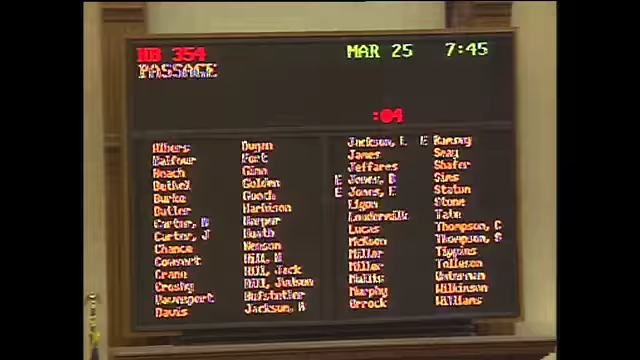 HB 354 MAR 25 7:45
PASSAGE
:04
Albers
Balfour
Beach
Bethel
Burke
Butler
Carter, B
Carter, J
Chance
Cowsert
Crane
Crosby
Davenport
Davis
Dugan
Fort
Ginn
Golden
Gooch
Harbison
Harper
Heath
Henson
Hill, H
Hill, Jack
Hill, Judson
Hufstetler
Jackson, W
Jackson, L
James
Jeffares
E Jones, B
E Jones, E
Ligon
Loudermilk
Lucas
McKoon
Millar
Miller
Mullis
Murphy
Orrock
E Ramsey
Seay
Shafer
Sims
Staton
Stone
Tate
Thompson, C
Thompson, S
Tippins
Tolleson
Unterman
Wilkinson
Williams